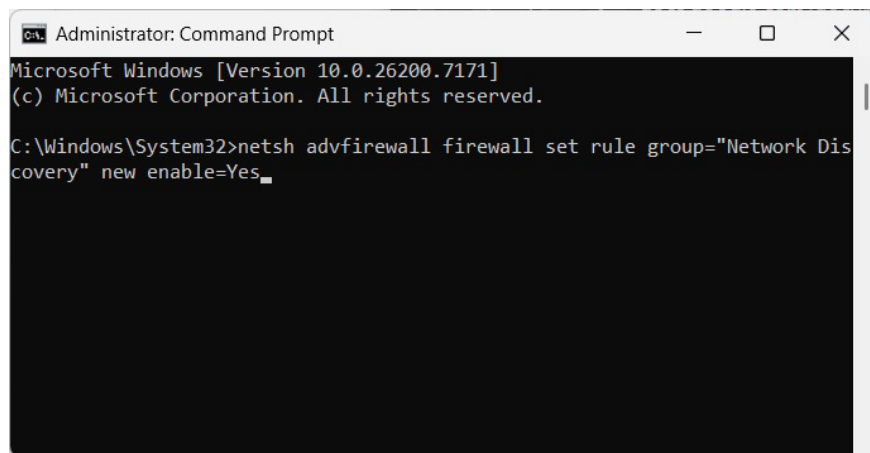 Administrator: Command Prompt
Microsoft Windows [Version 10.0.26200.7171]
(c) Microsoft Corporation. All rights reserved.
C:\Windows\System32>netsh advfirewall firewall set rule group="Network Dis
covery" new enable=Yes